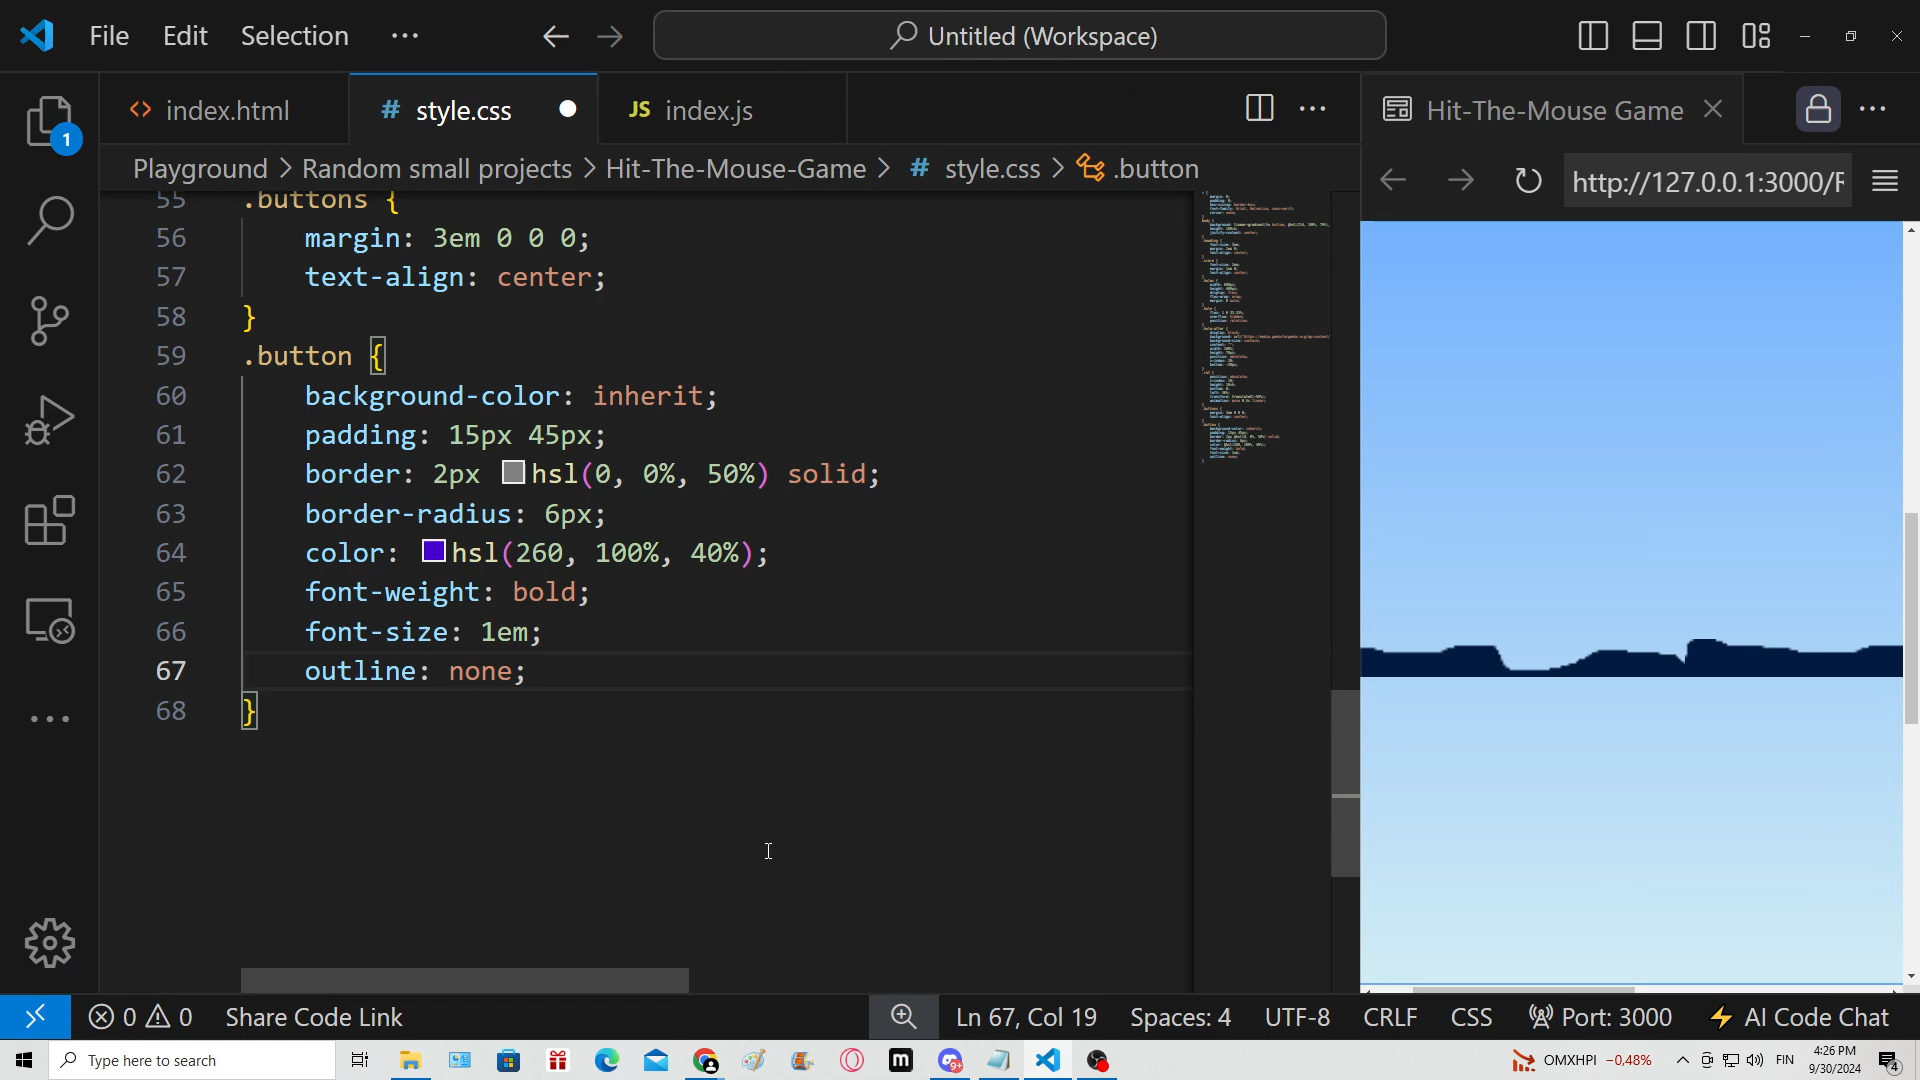 File Edit Selection ···
Untitled (Workspace)
index.html
# style.css
JS index.js
Hit-The-Mouse Game
Playground > Random small projects > Hit-The-Mouse-Game > # style.css > .button
http://127.0.0.1:3000/R
55 .buttons {
56 margin: 3em 0 0 0;
57 text-align: center;
58 }
59 .button {
60 background-color: inherit;
61 padding: 15px 45px;
62 border: 2px hsl(0, 0%, 50%) solid;
63 border-radius: 6px;
64 color: hsl(260, 100%, 40%);
65 font-weight: bold;
66 font-size: 1em;
67 outline: none;
68 }
1
0 0 Share Code Link
Ln 67, Col 19 Spaces: 4 UTF-8 CRLF CSS Port: 3000 AI Code Chat
Type here to search
m
9+
OMXHPI -0,48%
FIN
4:26 PM
9/30/2024
4